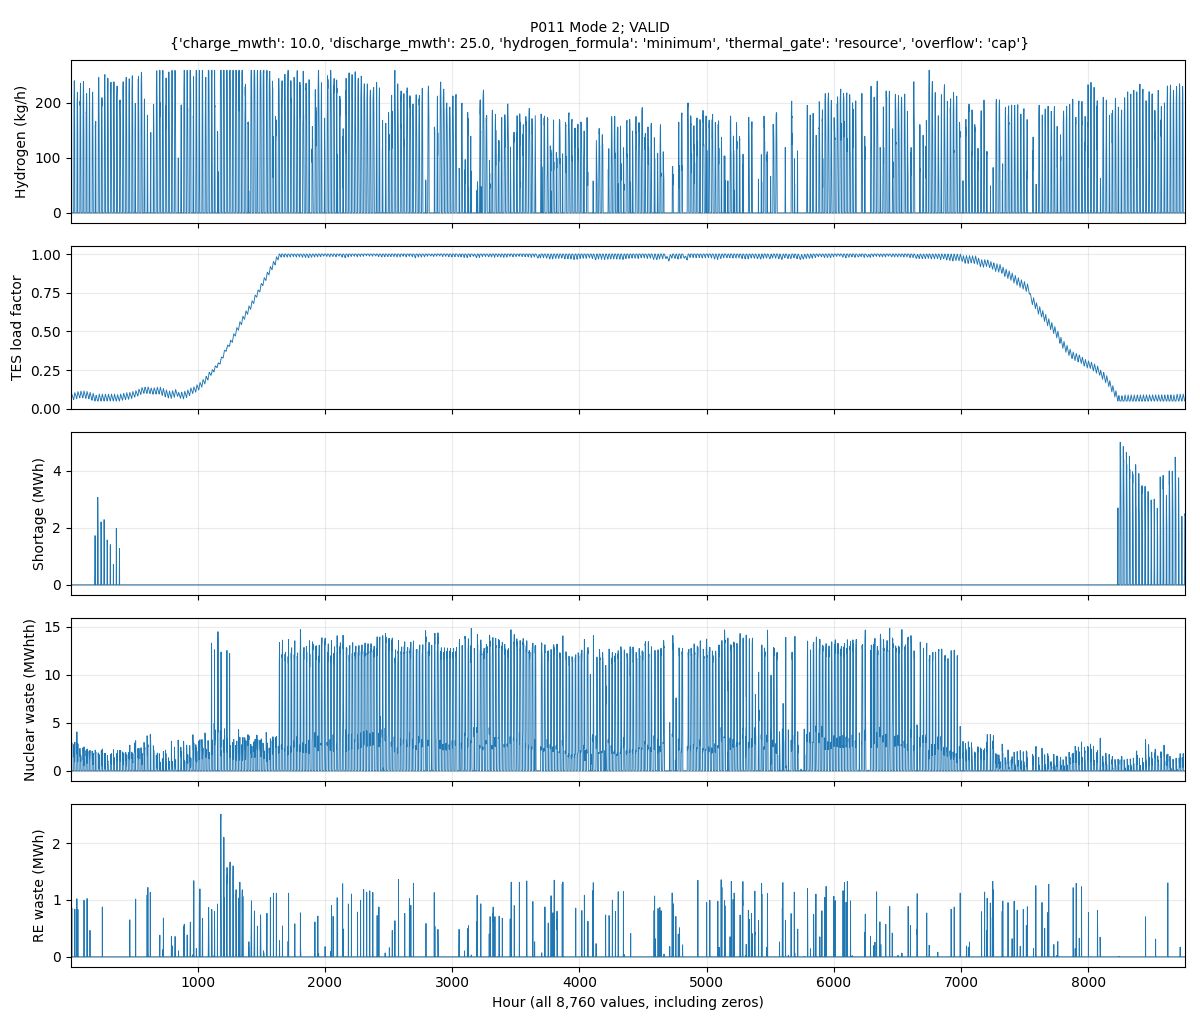 P011 Mode 2; VALID
{'charge_mwth': 10.0, 'discharge_mwth': 25.0, 'hydrogen_formula': 'minimum', 'thermal_gate': 'resource', 'overflow': 'cap'}
Hydrogen (kg/h)
200
100
0
TES load factor
1.00
0.75
0.50
0.25
0.00
Shortage (MWh)
4
2
0
Nuclear waste (MWhth)
15
10
5
0
RE waste (MWh)
2
1
0
1000 2000 3000 4000 5000 6000 7000 8000
Hour (all 8,760 values, including zeros)